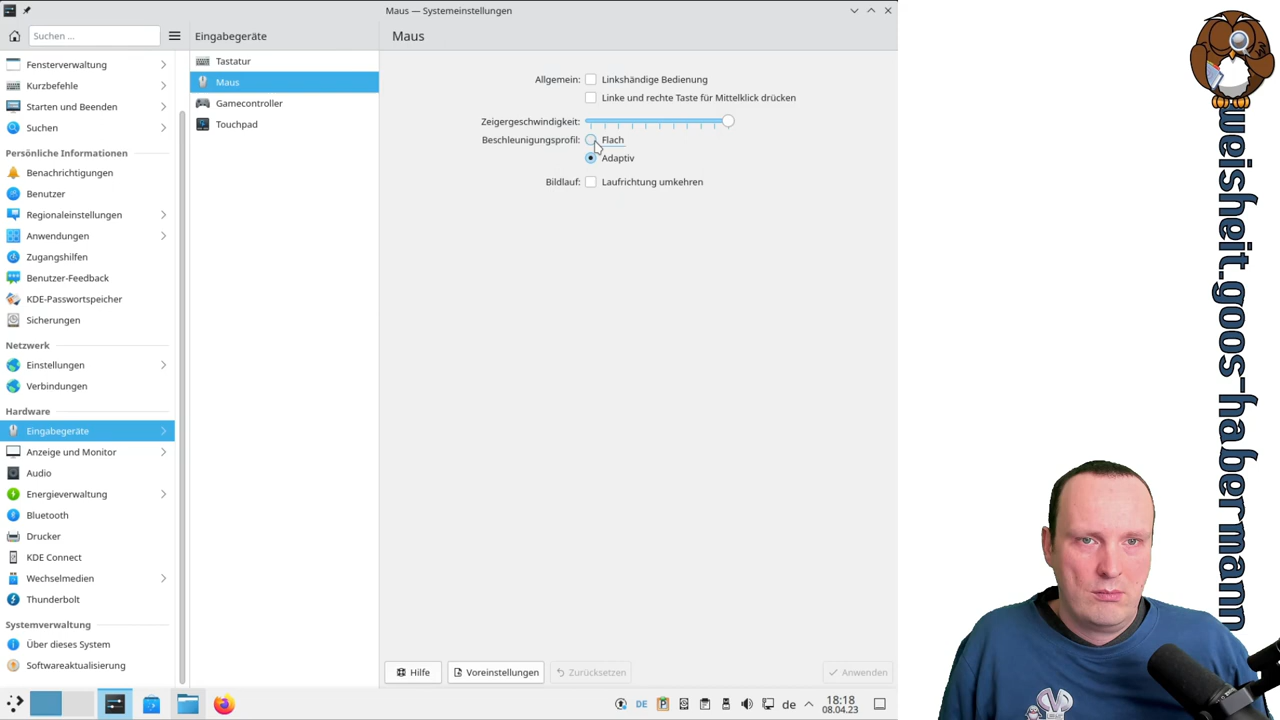 Maus — Systemeinstellungen
Suchen ...
Eingabegeräte
Maus
Fensterverwaltung
Kurzbefehle
Starten und Beenden
Suchen
Persönliche Informationen
Benachrichtigungen
Benutzer
Regionaleinstellungen
Anwendungen
Zugangshilfen
Benutzer-Feedback
KDE-Passwortspeicher
Sicherungen
Netzwerk
Einstellungen
Verbindungen
Hardware
Eingabegeräte
Anzeige und Monitor
Audio
Energieverwaltung
Bluetooth
Drucker
KDE Connect
Wechselmedien
Thunderbolt
Systemverwaltung
Über dieses System
Softwareaktualisierung
Tastatur
Maus
Gamecontroller
Touchpad
Allgemein: Linkshändige Bedienung
Linke und rechte Taste für Mittelklick drücken
Zeigergeschwindigkeit:
Beschleunigungsprofil: Flach
Adaptiv
Bildlauf: Laufrichtung umkehren
Hilfe
Voreinstellungen
Zurücksetzen
Anwenden
DE
de
18:18
08.04.23
weisheit.goos-habermann